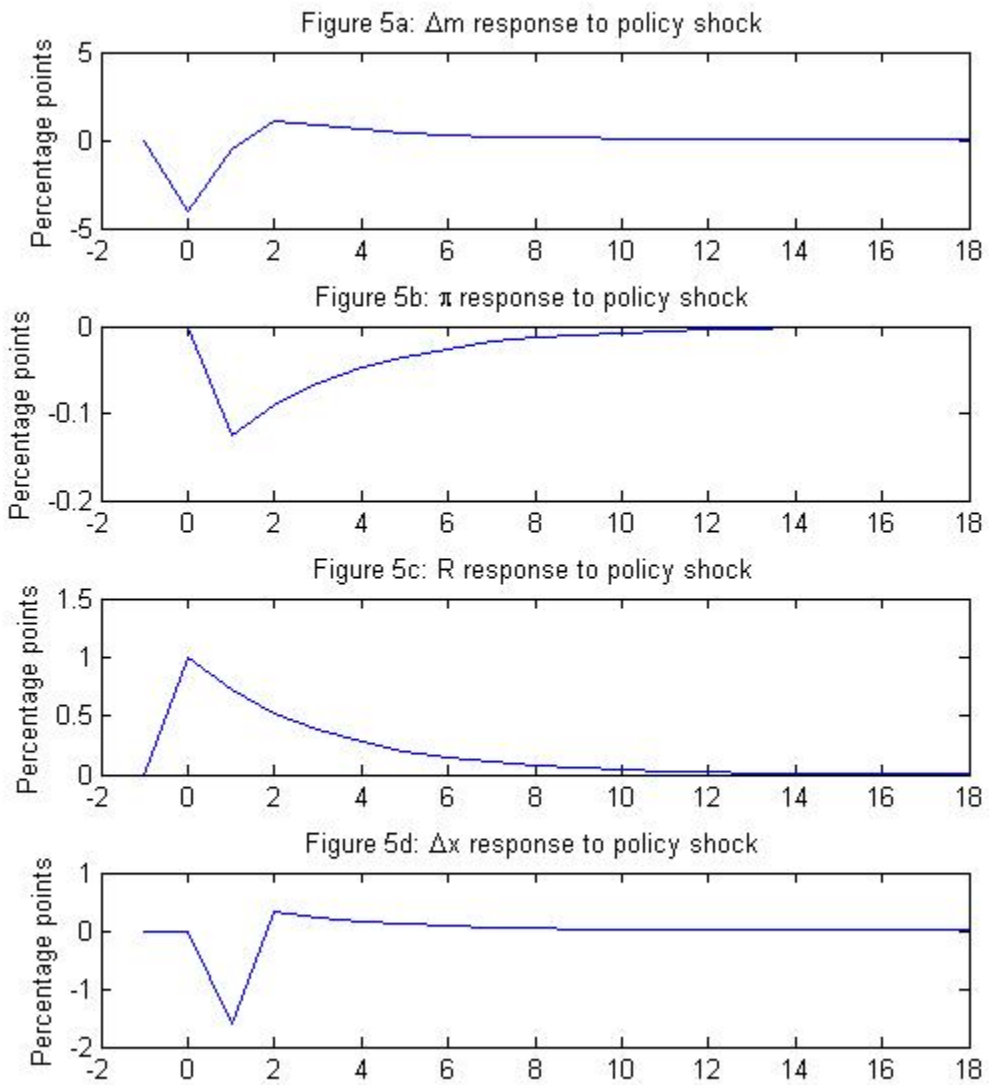 Figure 5a: Δm response to policy shock
Percentage points
5
0
-5
-2 0 2 4 6 8 10 12 14 16 18
Figure 5b: π response to policy shock
Percentage points
0
-0.1
-0.2
-2 0 2 4 6 8 10 12 14 16 18
Figure 5c: R response to policy shock
Percentage points
1.5
1
0.5
0
-2 0 2 4 6 8 10 12 14 16 18
Figure 5d: Δx response to policy shock
Percentage points
1
0
-1
-2
-2 0 2 4 6 8 10 12 14 16 18